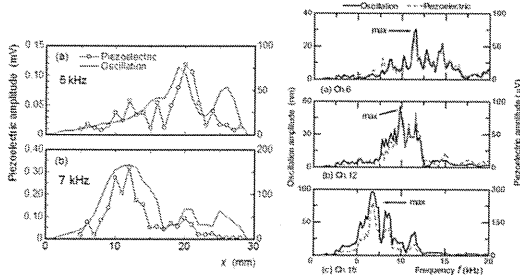 Piezoelectric amplitude (mV)
0.15
0.10
0.05
0.00
100
50
0
(a)
Piezoelectric
Oscillation
5 kHz
0.40
0.30
0.20
0.10
0.00
200
100
0
(b)
7 kHz
0
10
20
30
x (mm)
Oscillation
Piezoelectric
Oscillation amplitude (nm)
Piezoelectric amplitude (µV)
80
40
0
100
50
0
max
(a) Ch 6
60
40
20
0
100
50
0
max
(b) Ch 12
100
50
0
300
150
0
max
(c) Ch 15
0
5
10
15
20
Frequency f (kHz)